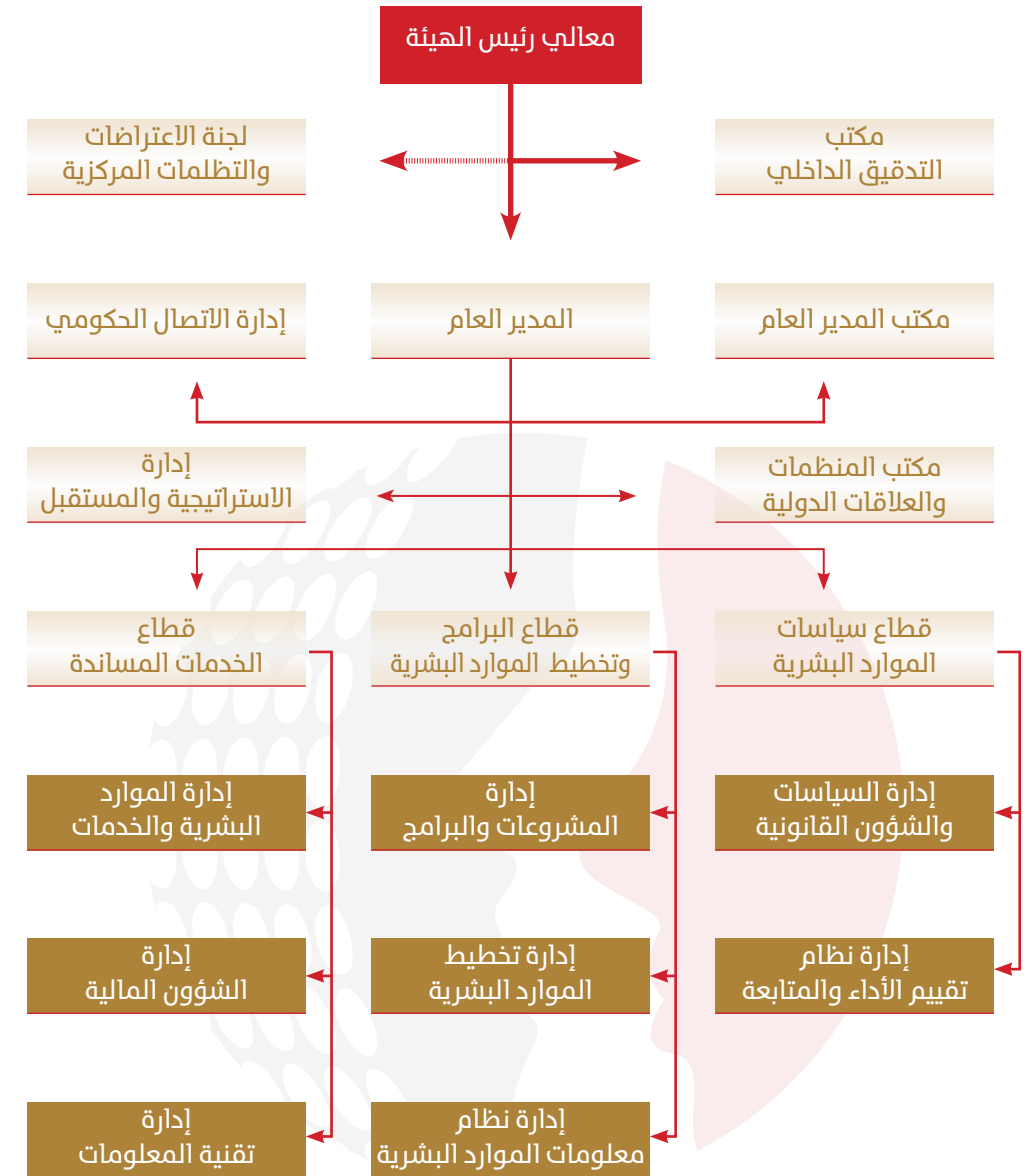 معالي رئيس الهيئة
مكتب
التدقيق الداخلي
لجنة الاعتراضات
والتظلمات المركزية
مكتب المدير العام
المدير العام
إدارة الاتصال الحكومي
مكتب المنظمات
والعلاقات الدولية
إدارة
الاستراتيجية والمستقبل
قطاع سياسات
الموارد البشرية
قطاع البرامج
وتخطيط الموارد البشرية
قطاع
الخدمات المساندة
إدارة السياسات
والشؤون القانونية
إدارة
المشروعات والبرامج
إدارة الموارد
البشرية والخدمات
إدارة نظام
تقييم الأداء والمتابعة
إدارة تخطيط
الموارد البشرية
إدارة
الشؤون المالية
إدارة نظام
معلومات الموارد البشرية
إدارة
تقنية المعلومات